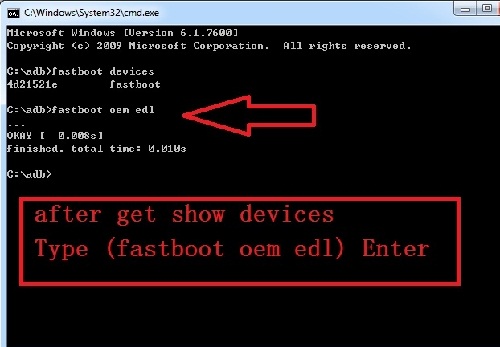 C:\Windows\System32\cmd.exe
Microsoft Windows [Version 6.1.7600]
Copyright (c) 2009 Microsoft Corporation.  All rights reserved.
C:\adb>fastboot devices
4d21521e        fastboot
C:\adb>fastboot oem edl
...
OKAY [  0.008s]
finished. total time: 0.010s
C:\adb>
after get show devices
Type (fastboot oem edl) Enter